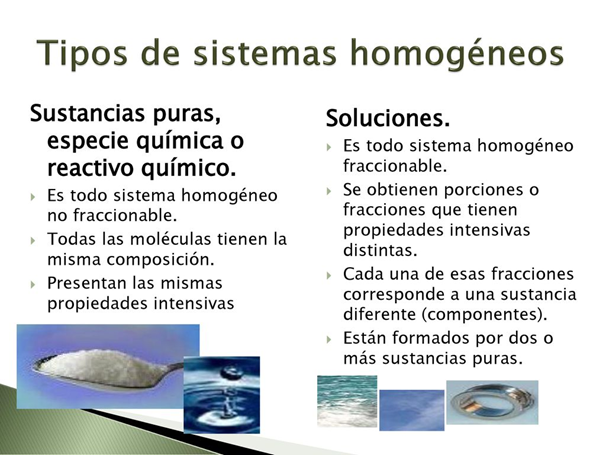 Tipos de sistemas homogéneos
Sustancias puras,
especie química o
reactivo químico.
Es todo sistema homogéneo
no fraccionable.
Todas las moléculas tienen la
misma composición.
Presentan las mismas
propiedades intensivas
Soluciones.
Es todo sistema homogéneo
fraccionable.
Se obtienen porciones o
fracciones que tienen
propiedades intensivas
distintas.
Cada una de esas fracciones
corresponde a una sustancia
diferente (componentes).
Están formados por dos o
más sustancias puras.